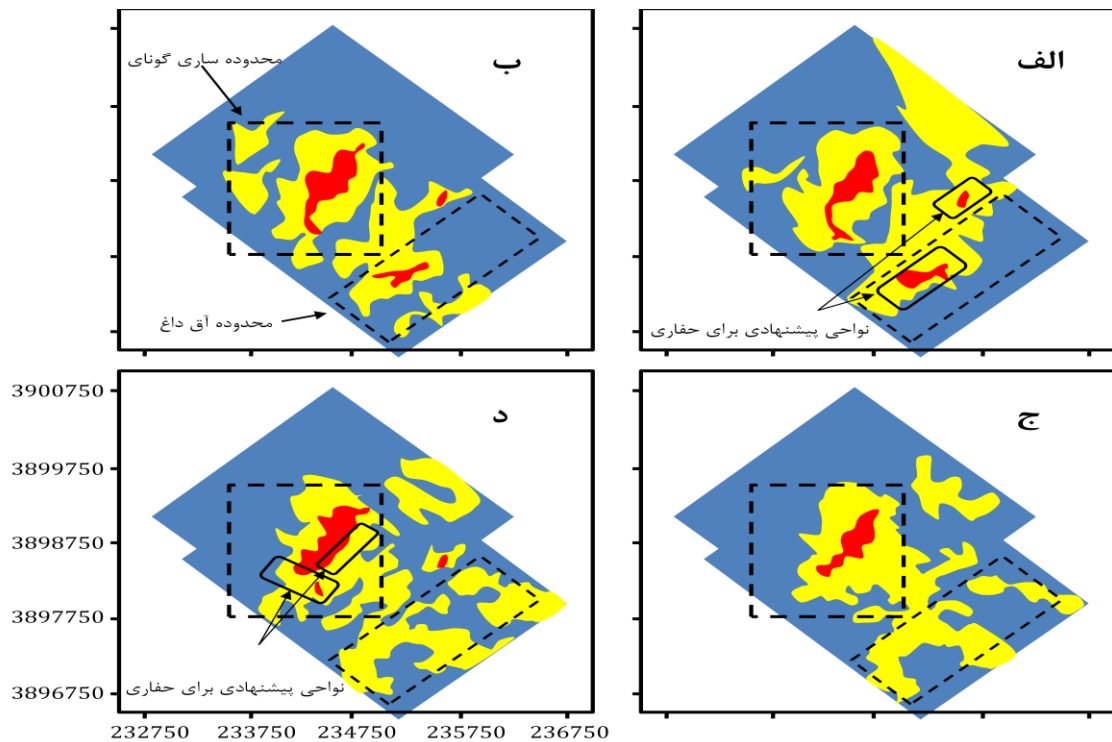 الف
نواحی پیشنهادی برای حفاری
ب
محدوده ساری گونای
محدوده آق داغ
ج
د
نواحی پیشنهادی برای حفاری
3900750
3899750
3898750
3897750
3896750
232750 233750 234750 235750 236750